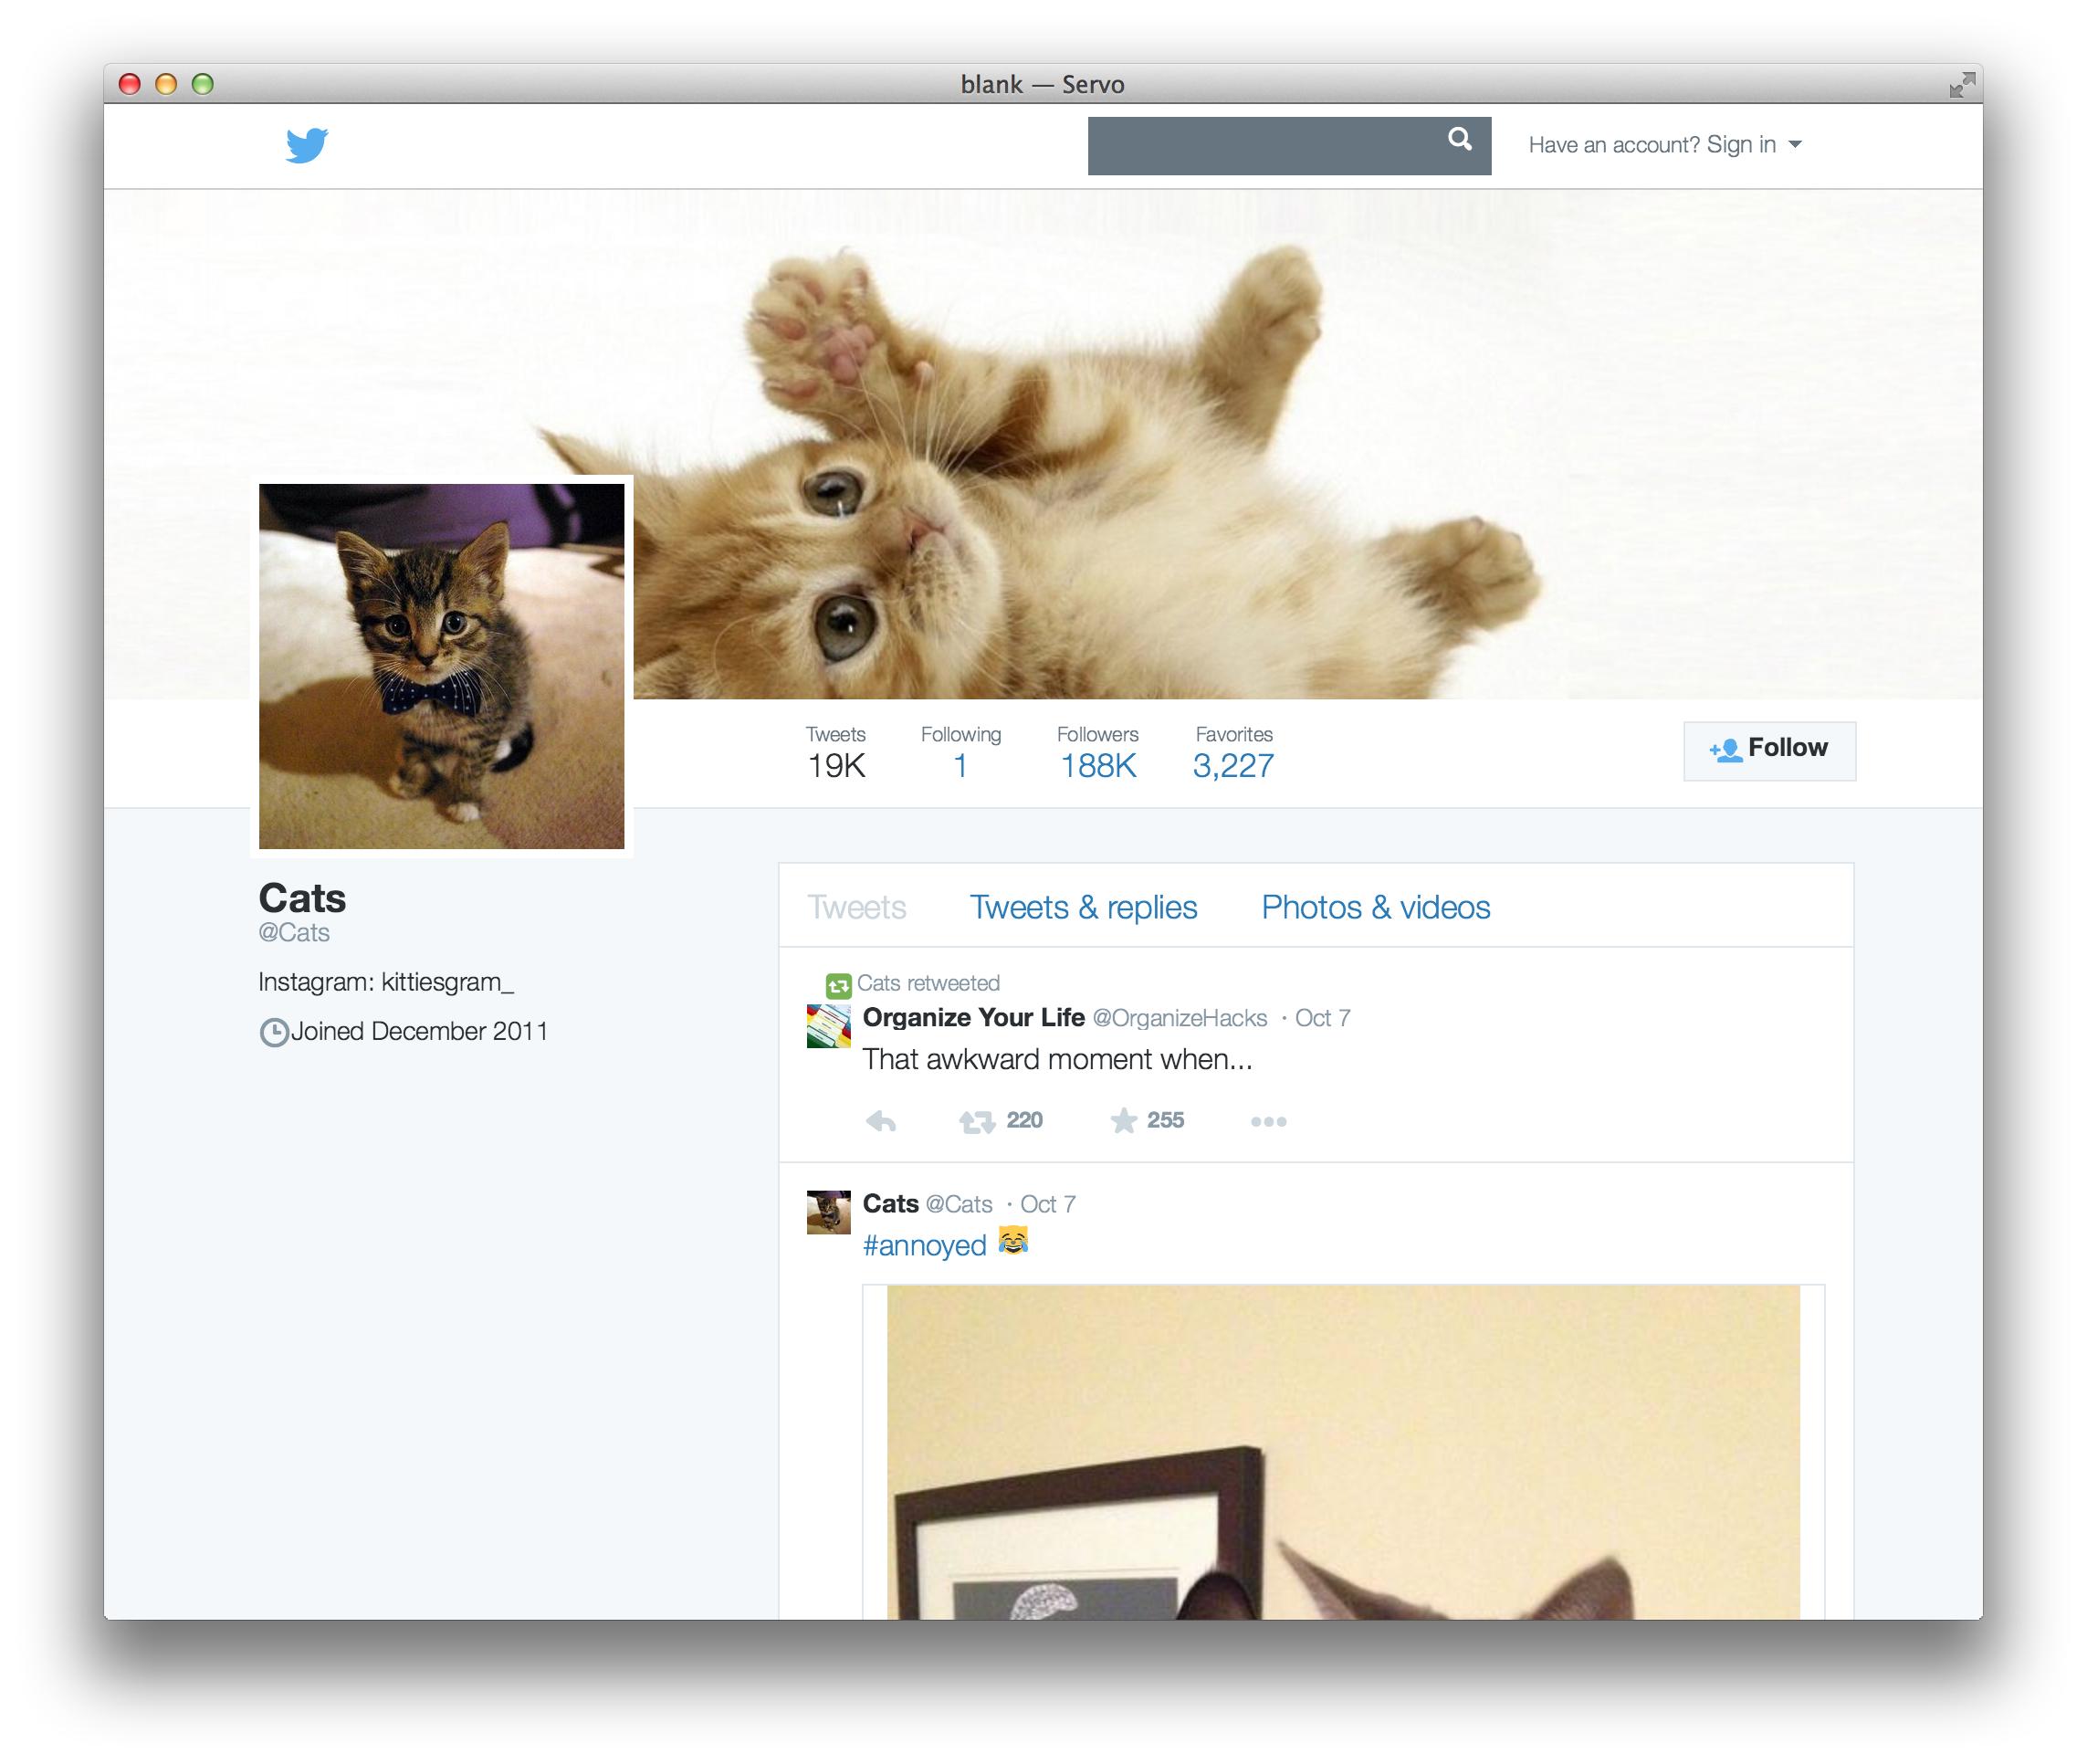 blank — Servo
Have an account? Sign in
Tweets Following Followers Favorites
19K 1 188K 3,227
Follow
Cats
@Cats
Instagram: kittiesgram_
Joined December 2011
Tweets Tweets & replies Photos & videos
Cats retweeted
Organize Your Life @OrganizeHacks · Oct 7
That awkward moment when...
220 255
Cats @Cats · Oct 7
#annoyed 😹